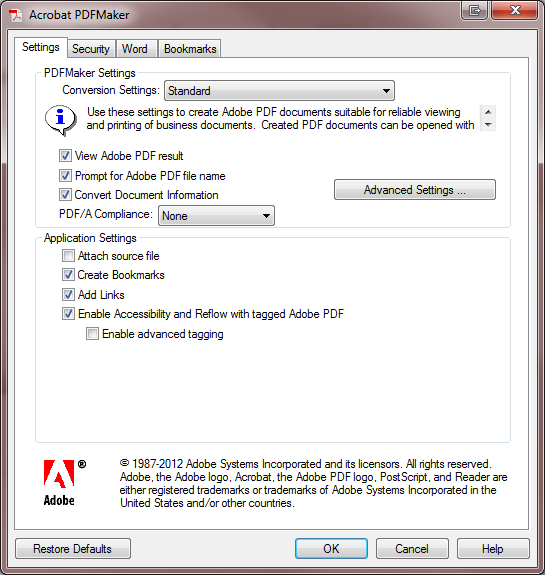 Acrobat PDFMaker
Settings
Security
Word
Bookmarks
PDFMaker Settings
Conversion Settings: Standard
Use these settings to create Adobe PDF documents suitable for reliable viewing
and printing of business documents. Created PDF documents can be opened with
View Adobe PDF result
Prompt for Adobe PDF file name
Convert Document Information
Advanced Settings ...
PDF/A Compliance: None
Application Settings
Attach source file
Create Bookmarks
Add Links
Enable Accessibility and Reflow with tagged Adobe PDF
Enable advanced tagging
Adobe
®
© 1987-2012 Adobe Systems Incorporated and its licensors. All rights reserved.
Adobe, the Adobe logo, Acrobat, the Adobe PDF logo, PostScript, and Reader are
either registered trademarks or trademarks of Adobe Systems Incorporated in the
United States and/or other countries.
Restore Defaults
OK
Cancel
Help